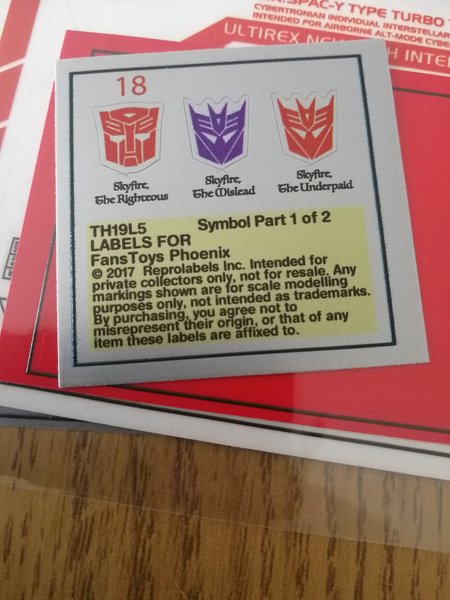 .SPAC-Y TYPE TURBO
CYBERTRONIAN INDIVIDUAL INTERSTELLAR
INTENDED FOR AIRBORNE ALT-MODE CYBE
ULTIREX
INTE
18
Skyfire, The Righteous
Skyfire, The Mislead
Skyfire, The Underpaid
TH19L5 Symbol Part 1 of 2
LABELS FOR
FansToys Phoenix
© 2017 Reprolabels Inc. Intended for
private collectors only, not for resale. Any
markings shown are for scale modelling
purposes only, not intended as trademarks.
By purchasing, you agree not to
misrepresent their origin, or that of any
item these labels are affixed to.